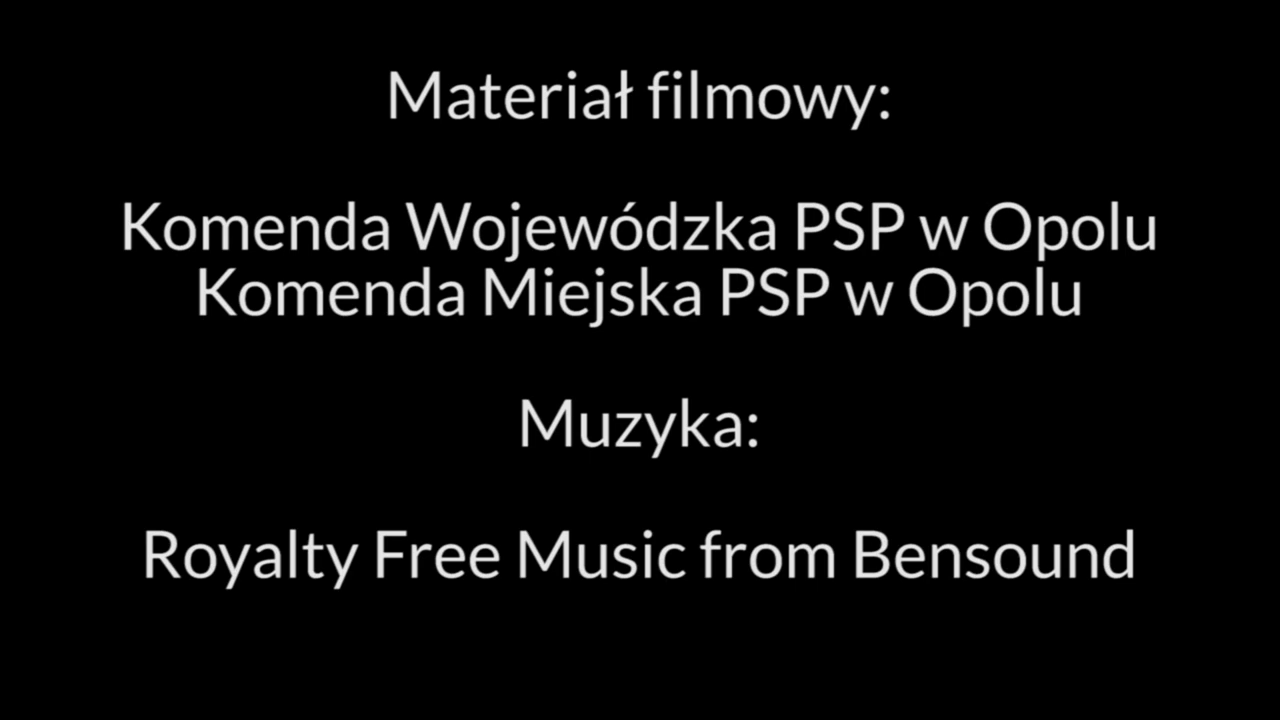 Materiał filmowy:
Komenda Wojewódzka PSP w Opolu
Komenda Miejska PSP w Opolu
Muzyka:
Royalty Free Music from Bensound